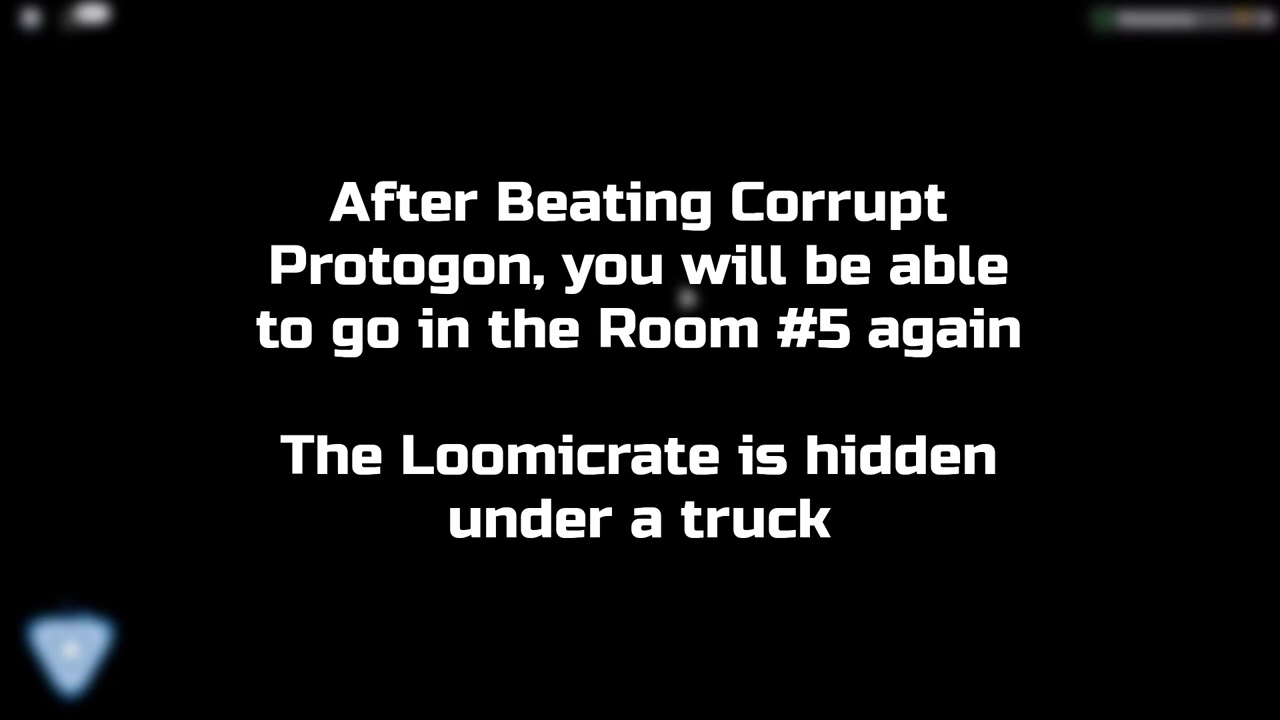 After Beating Corrupt
Protogon, you will be able
to go in the Room #5 again
The Loomicrate is hidden
under a truck